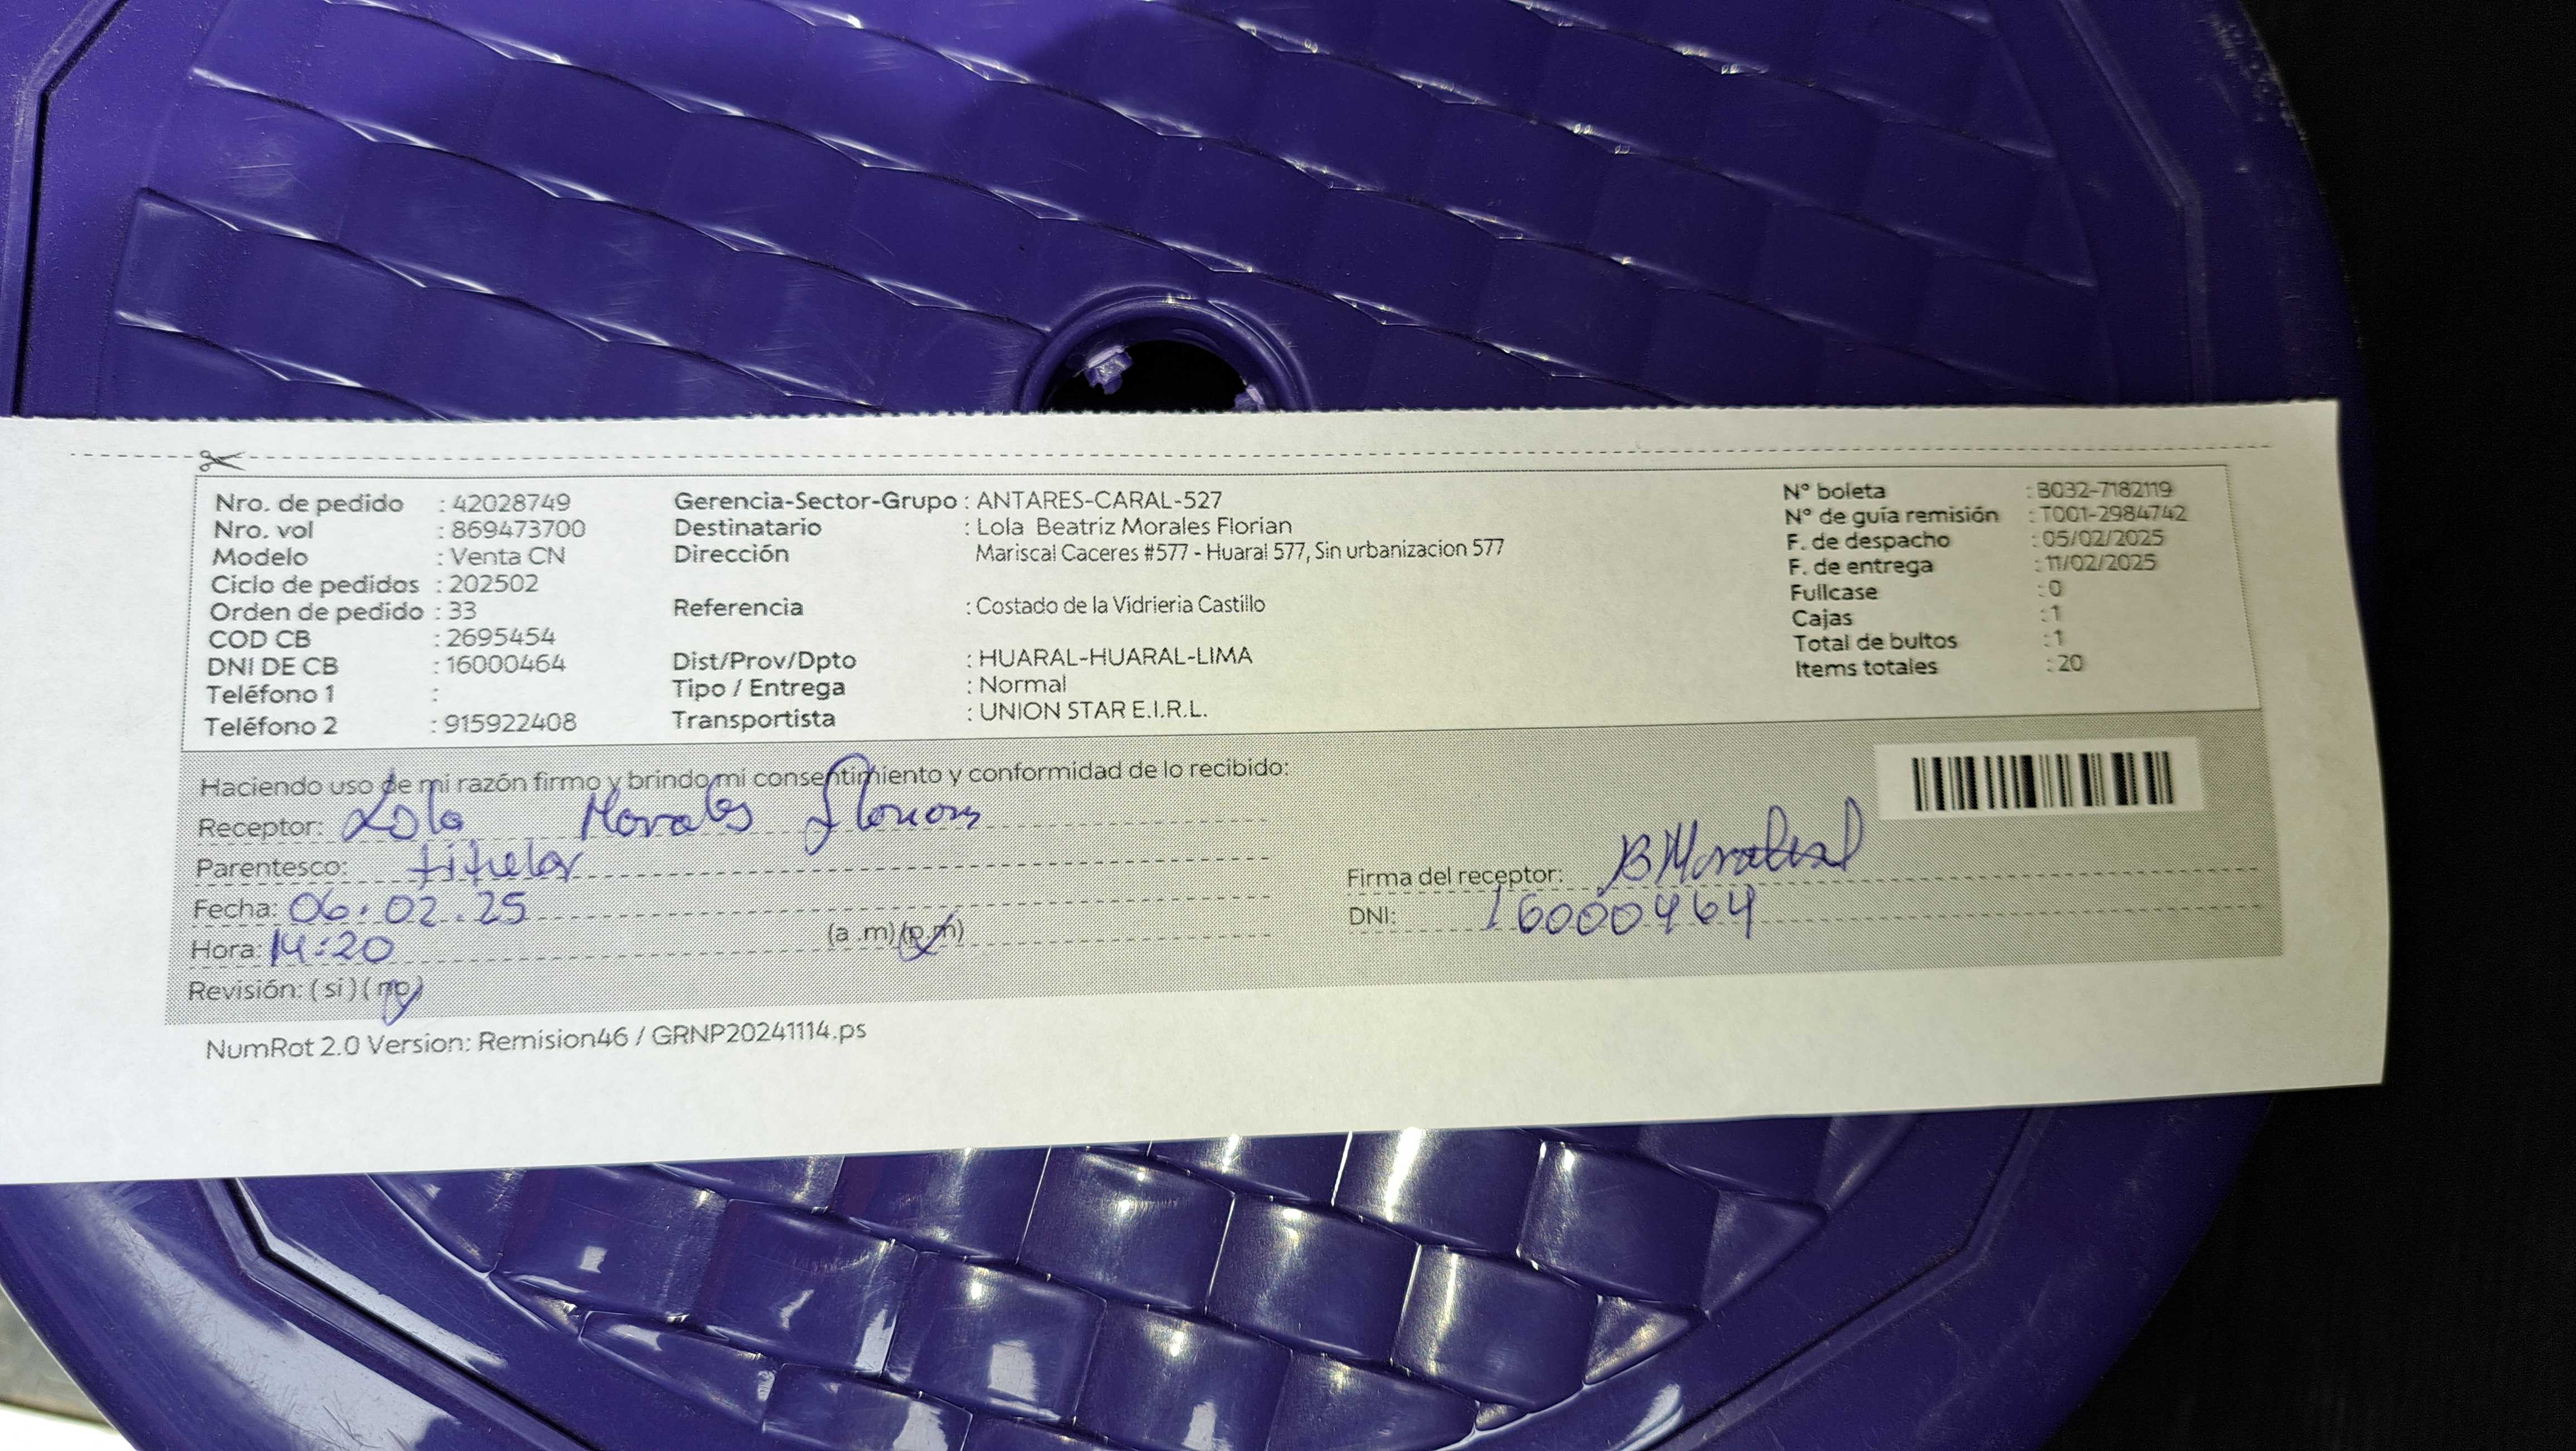 Nro. de pedido : 42028749
Nro. vol : 869473700
Modelo : Venta CN
Ciclo de pedidos : 202502
Orden de pedido : 33
COD CB : 2695454
DNI DE CB : 16000464
Teléfono 1 :
Teléfono 2 : 915922408
Gerencia-Sector-Grupo : ANTARES-CARAL-527
Destinatario : Lola Beatriz Morales Florian
Dirección Mariscal Caceres #577 - Huaral 577, Sin urbanizacion 577
Referencia : Costado de la Vidrieria Castillo
Dist/Prov/Dpto : HUARAL-HUARAL-LIMA
Tipo / Entrega : Normal
Transportista : UNION STAR E.I.R.L.
N° boleta : B032-7182119
N° de guía remisión : T001-2984742
F. de despacho : 05/02/2025
F. de entrega : 11/02/2025
Fullcase : 0
Cajas : 1
Total de bultos : 1
Items totales : 20
Haciendo uso de mi razón firmo y brindo mi consentimiento y conformidad de lo recibido:
Receptor: Lola Morales Florian
Parentesco: titular
Fecha: 06.02.25
Hora: 14:20 (a .m) (p.m)
Revisión: ( si ) ( no )
Firma del receptor: BMorales
DNI: 16000464
NumRot 2.0 Version: Remision46 / GRNP20241114.ps